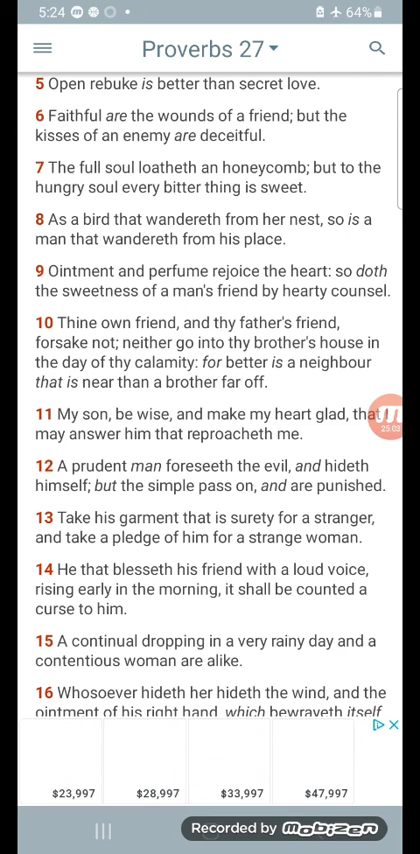 5:24 64%
Proverbs 27
5 Open rebuke is better than secret love.
6 Faithful are the wounds of a friend; but the
kisses of an enemy are deceitful.
7 The full soul loatheth an honeycomb; but to the
hungry soul every bitter thing is sweet.
8 As a bird that wandereth from her nest, so is a
man that wandereth from his place.
9 Ointment and perfume rejoice the heart: so doth
the sweetness of a man's friend by hearty counsel.
10 Thine own friend, and thy father's friend,
forsake not; neither go into thy brother's house in
the day of thy calamity: for better is a neighbour
that is near than a brother far off.
11 My son, be wise, and make my heart glad, that I
may answer him that reproacheth me.
25:03
12 A prudent man foreseeth the evil, and hideth
himself; but the simple pass on, and are punished.
13 Take his garment that is surety for a stranger,
and take a pledge of him for a strange woman.
14 He that blesseth his friend with a loud voice,
rising early in the morning, it shall be counted a
curse to him.
15 A continual dropping in a very rainy day and a
contentious woman are alike.
16 Whosoever hideth her hideth the wind, and the
ointment of his right hand, which bewrayeth itself
$23,997 $28,997 $33,997 $47,997
Recorded by mobizen